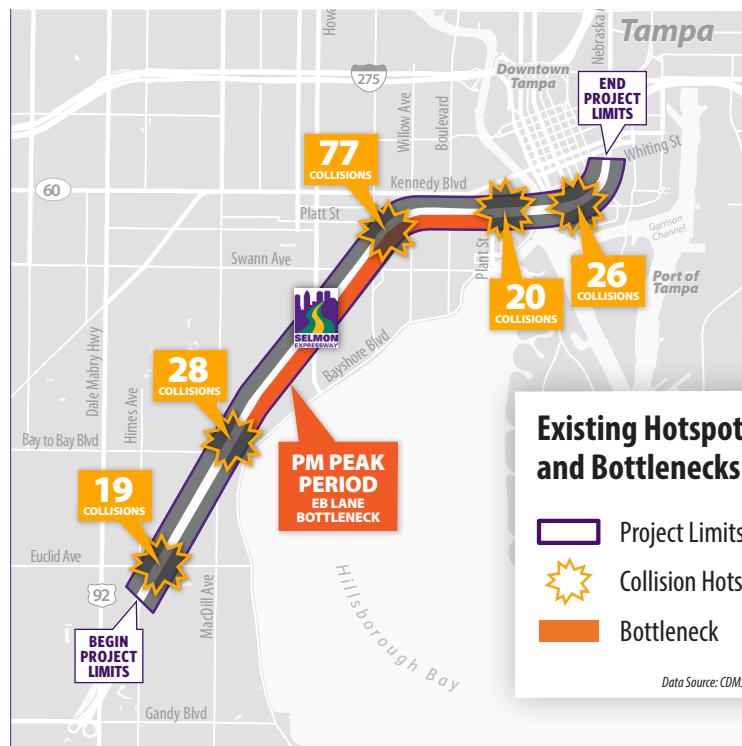 Tampa
Howa
Nebraska A
275
Downtown
Tampa
END
PROJECT
LIMITS
Willow Ave
Boulevard
77
COLLISIONS
Whiting St
60
Kennedy Blvd
Platt St
Garrison
Channel
Swann Ave
Plant St
20
COLLISIONS
26
COLLISIONS
Port of
Tampa
SELMON
EXPRESSWAY
Bayshore Blvd
Dale Mabry Hwy
Himes Ave
28
COLLISIONS
Bay to Bay Blvd
PM PEAK
PERIOD
EB LANE
BOTTLENECK
19
COLLISIONS
Euclid Ave
92
MacDill Ave
Hillsborough Bay
BEGIN
PROJECT
LIMITS
Gandy Blvd
Existing Hotspot
and Bottlenecks
Project Limits
Collision Hots
Bottleneck
Data Source: CDM